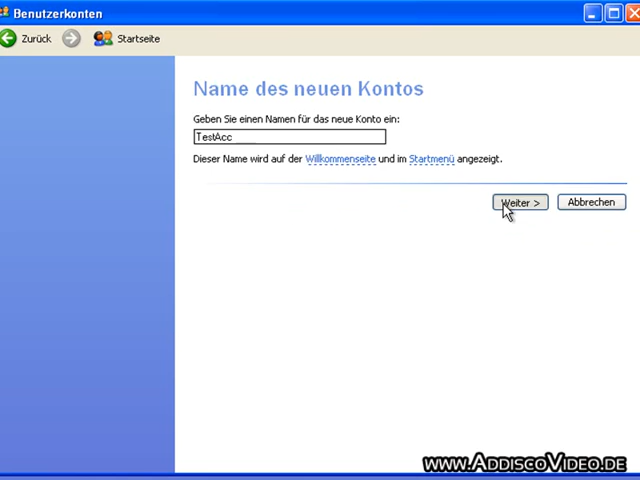 Benutzerkonten
Zurück Startseite
Name des neuen Kontos
Geben Sie einen Namen für das neue Konto ein:
TestAcc
Dieser Name wird auf der Willkommenseite und im Startmenü angezeigt.
Weiter > Abbrechen
www.AddiscoVideo.de